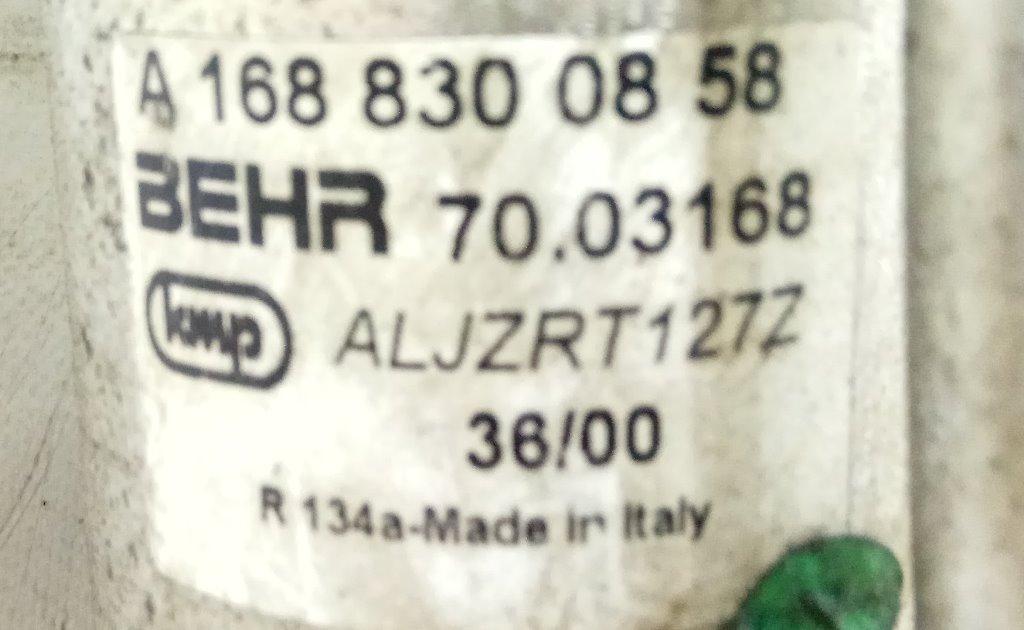 A 168 830 08 58
BEHR 70.03168
kmp ALJZRT127Z
36/00
R 134a-Made in Italy